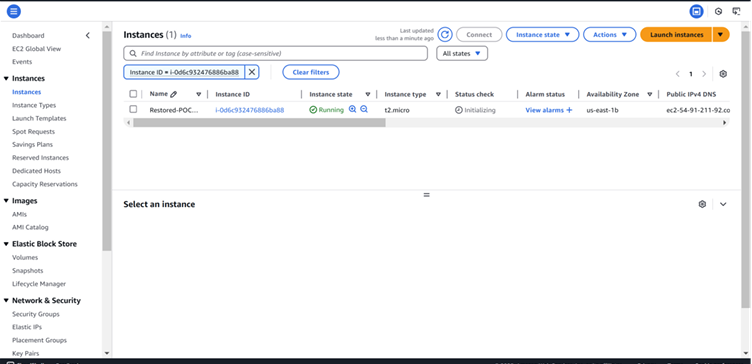 Dashboard
EC2 Global View
Events
Instances
Instances
Instance Types
Launch Templates
Spot Requests
Savings Plans
Reserved Instances
Dedicated Hosts
Capacity Reservations
Images
AMIs
AMI Catalog
Elastic Block Store
Volumes
Snapshots
Lifecycle Manager
Network & Security
Security Groups
Elastic IPs
Placement Groups
Key Pairs
Instances (1) Info
Last updated
less than a minute ago
Connect
Instance state
Actions
Launch instances
Find Instance by attribute or tag (case-sensitive)
All states
Instance ID = i-0d6c932476886ba88
Clear filters
1
Name Instance ID Instance state Instance type Status check Alarm status Availability Zone Public IPv4 DNS
Restored-POC... i-0d6c932476886ba88 Running t2.micro Initializing View alarms + us-east-1b ec2-54-91-211-92.co
Select an instance